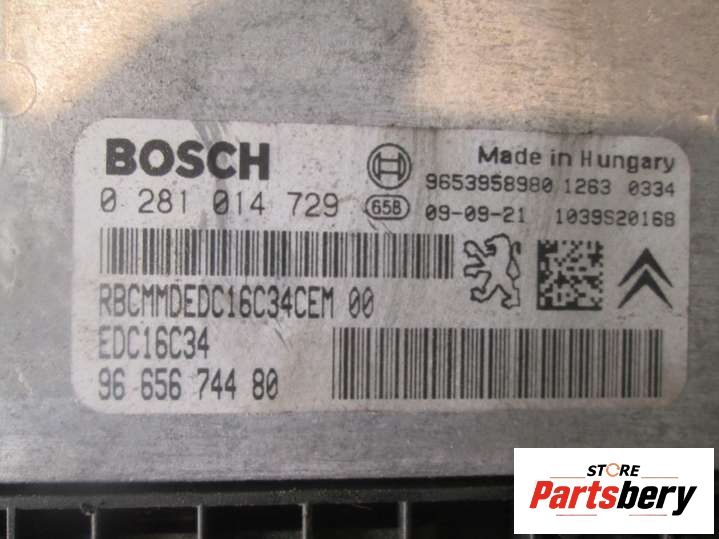 BOSCH
Made in Hungary
9653958980 1263 0334
0 281 014 729
658
09-09-21 1039S20168
RBCMMDEDC16C34CEM 00
EDC16C34
96 656 744 80
STORE
Partsbery